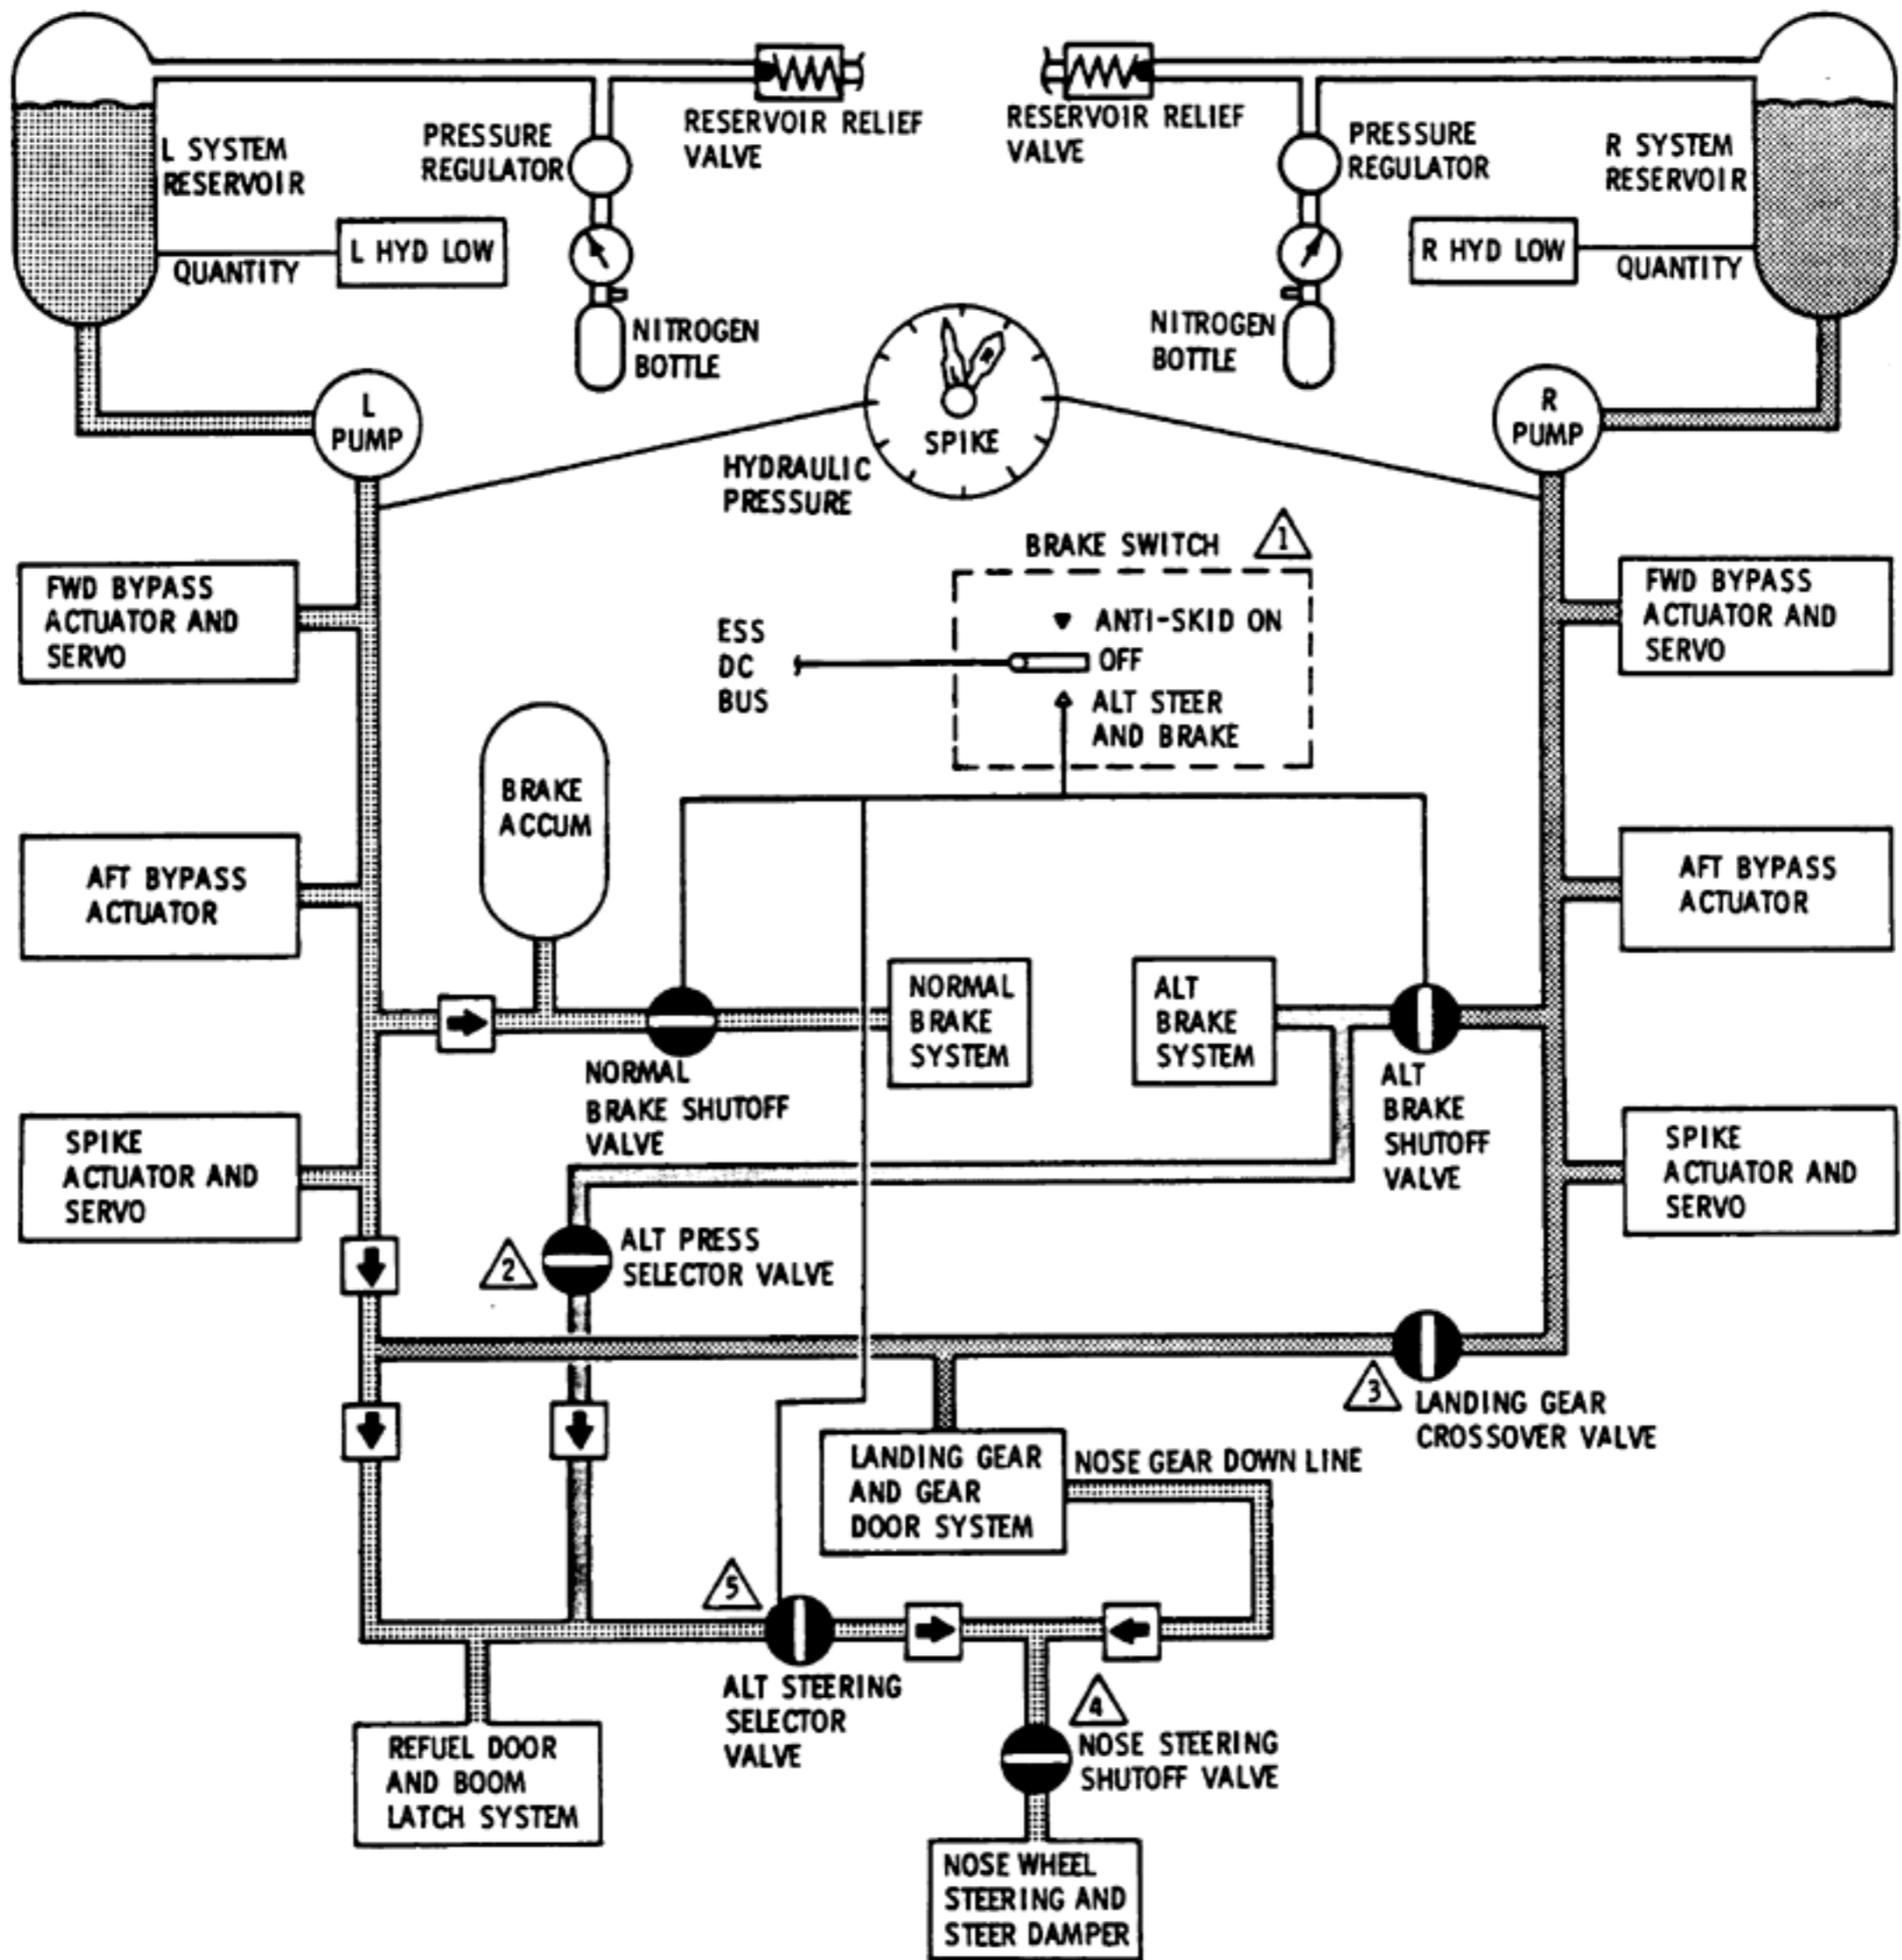 L SYSTEM
RESERVOIR
QUANTITY
L HYD LOW
PRESSURE
REGULATOR
RESERVOIR RELIEF
VALVE
NITROGEN
BOTTLE
RESERVOIR RELIEF
VALVE
PRESSURE
REGULATOR
NITROGEN
BOTTLE
R SYSTEM
RESERVOIR
R HYD LOW
QUANTITY
L
PUMP
SPIKE
R
R
PUMP
HYDRAULIC
PRESSURE
BRAKE SWITCH
1
ANTI-SKID ON
OFF
ALT STEER
AND BRAKE
ESS
DC
BUS
FWD BYPASS
ACTUATOR AND
SERVO
FWD BYPASS
ACTUATOR AND
SERVO
BRAKE
ACCUM
AFT BYPASS
ACTUATOR
AFT BYPASS
ACTUATOR
NORMAL
BRAKE
SYSTEM
ALT
BRAKE
SYSTEM
NORMAL
BRAKE SHUTOFF
VALVE
ALT
BRAKE
SHUTOFF
VALVE
SPIKE
ACTUATOR AND
SERVO
SPIKE
ACTUATOR AND
SERVO
2
ALT PRESS
SELECTOR VALVE
3
LANDING GEAR
CROSSOVER VALVE
LANDING GEAR
AND GEAR
DOOR SYSTEM
NOSE GEAR DOWN LINE
5
ALT STEERING
SELECTOR
VALVE
4
NOSE STEERING
SHUTOFF VALVE
REFUEL DOOR
AND BOOM
LATCH SYSTEM
NOSE WHEEL
STEERING AND
STEER DAMPER